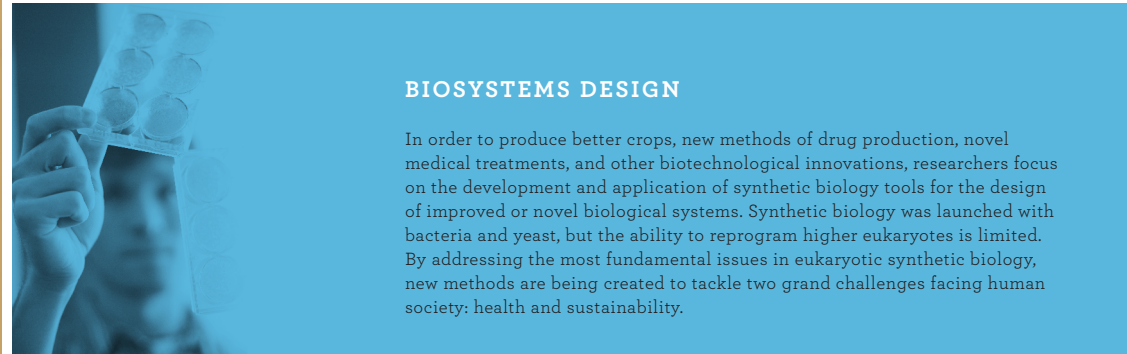 BIOSYSTEMS DESIGN
In order to produce better crops, new methods of drug production, novel
medical treatments, and other biotechnological innovations, researchers focus
on the development and application of synthetic biology tools for the design
of improved or novel biological systems. Synthetic biology was launched with
bacteria and yeast, but the ability to reprogram higher eukaryotes is limited.
By addressing the most fundamental issues in eukaryotic synthetic biology,
new methods are being created to tackle two grand challenges facing human
society: health and sustainability.